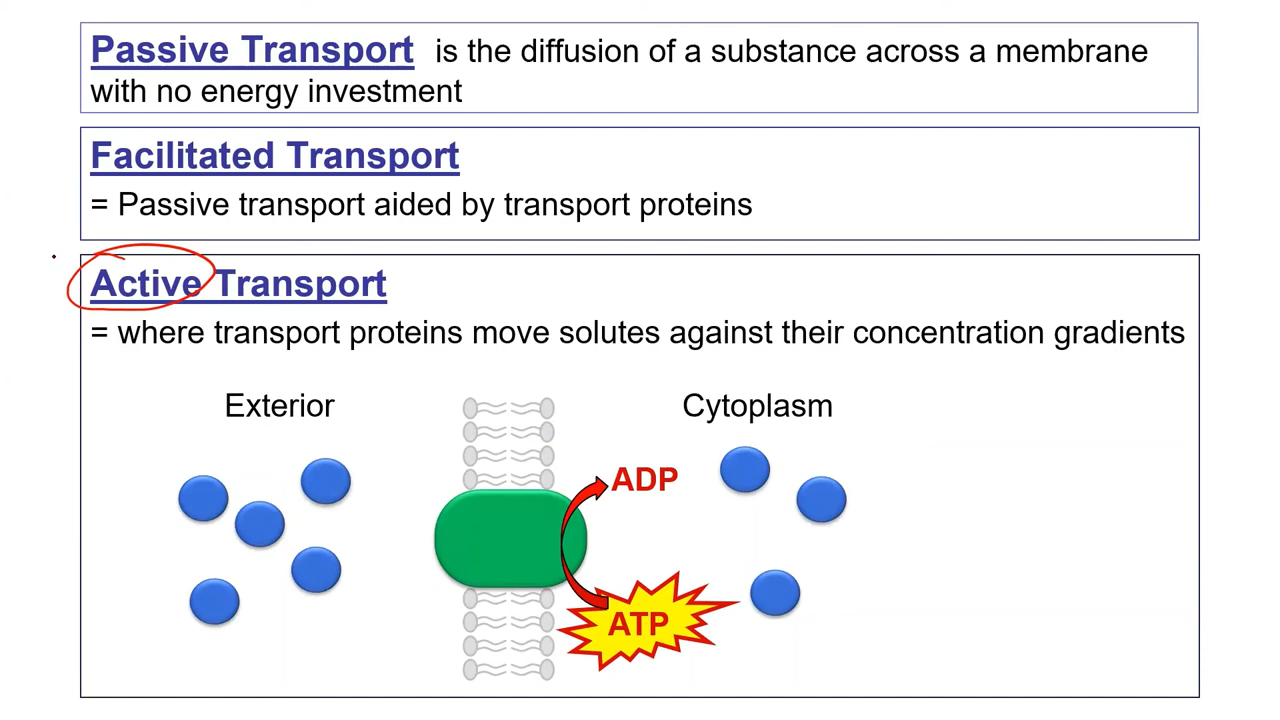 Passive Transport is the diffusion of a substance across a membrane
with no energy investment
Facilitated Transport
= Passive transport aided by transport proteins
Active Transport
= where transport proteins move solutes against their concentration gradients
Exterior
Cytoplasm
ADP
ATP